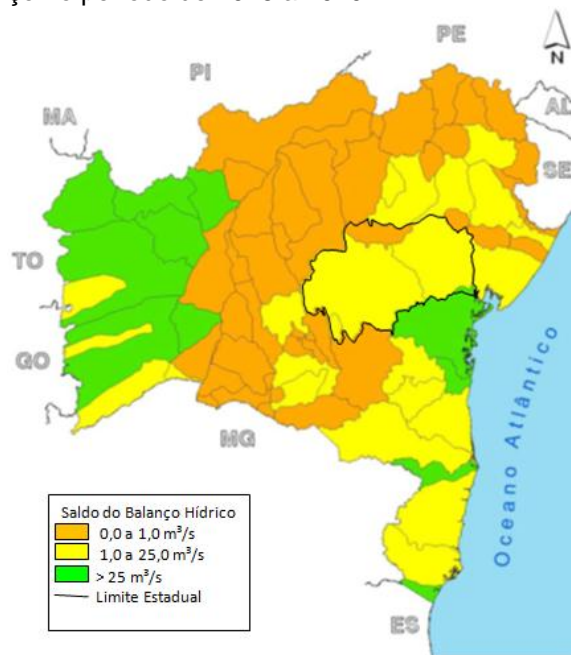 PE
N
PI
AL
MA
SE
TO
GO
Oceano Atlântico
MG
Saldo do Balanço Hídrico
0,0 a 1,0 m³/s
1,0 a 25,0 m³/s
> 25 m³/s
Limite Estadual
ES